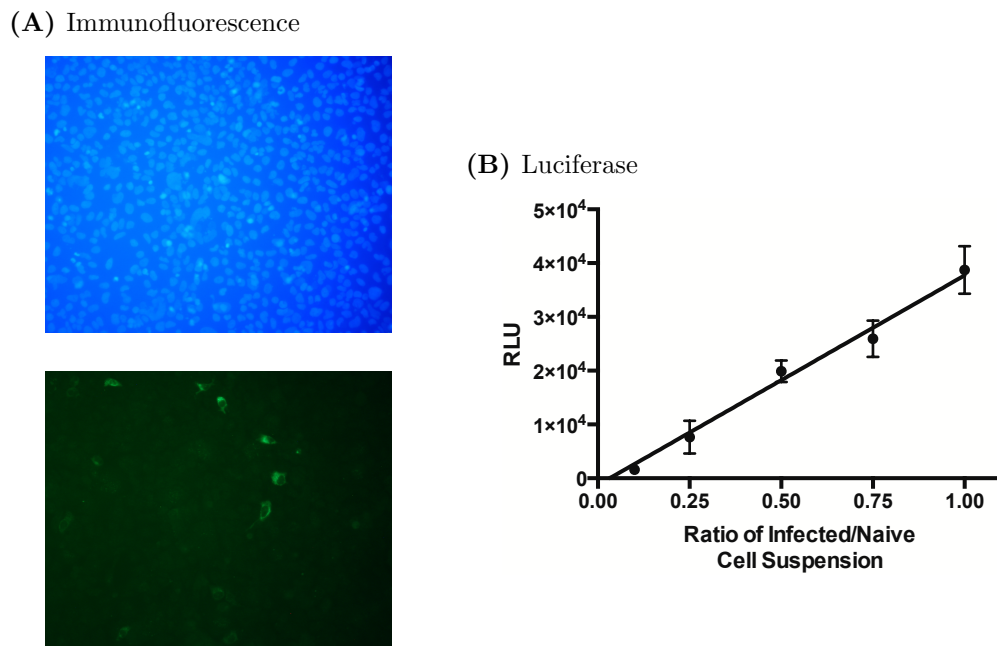 (A) Immunofluorescence
(B) Luciferase
5×10⁴
4×10⁴
3×10⁴
2×10⁴
1×10⁴
0
RLU
0.00 0.25 0.50 0.75 1.00
Ratio of Infected/Naive
Cell Suspension